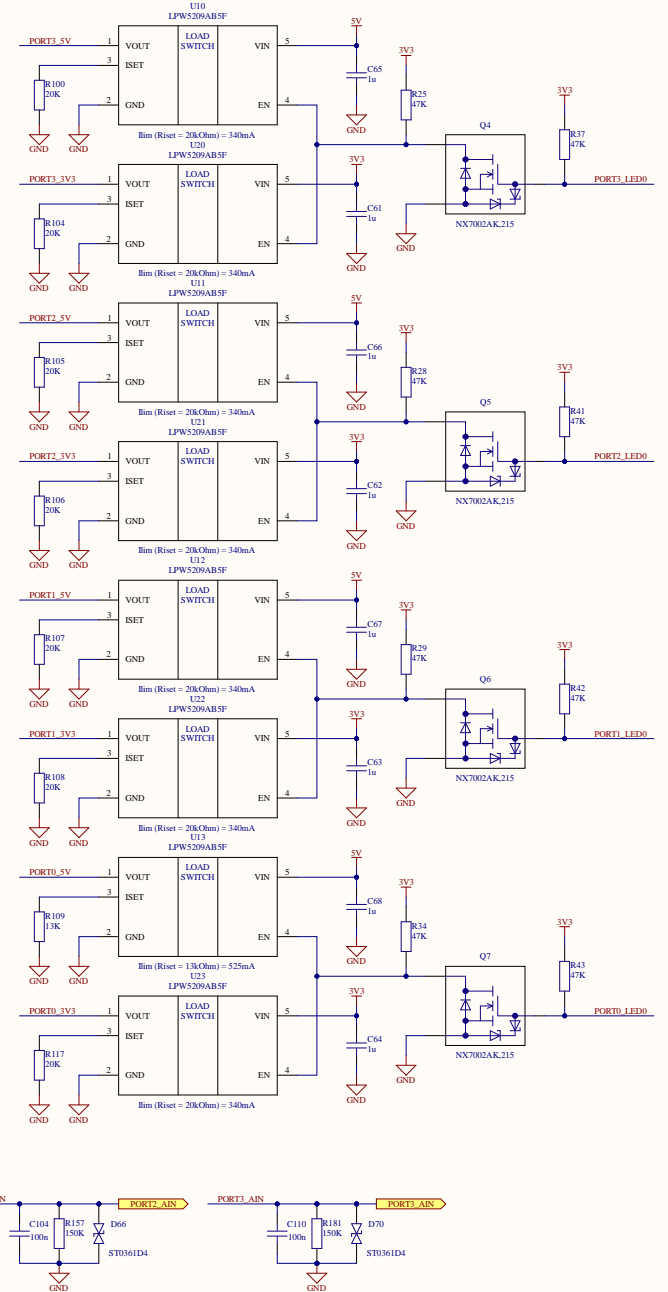 U10
LPW5209AB5F
PORT3_5V
1
VOUT
LOAD
SWITCH
VIN
5
5V
3
ISET
C65
1u
3V3
R25
47K
R100
20K
2
GND
EN
4
GND
GND
GND
Ilim (Riset = 20kOhm) = 340mA
3V3
R37
47K
Q4
NX7002AK,215
PORT3_LED0
GND
U20
LPW5209AB5F
PORT3_3V3
1
VOUT
LOAD
SWITCH
VIN
5
3V3
3
ISET
C61
1u
R104
20K
2
GND
EN
4
GND
GND
GND
Ilim (Riset = 20kOhm) = 340mA
U11
LPW5209AB5F
PORT2_5V
1
VOUT
LOAD
SWITCH
VIN
5
5V
3
ISET
C66
1u
3V3
R28
47K
R105
20K
2
GND
EN
4
GND
GND
GND
Ilim (Riset = 20kOhm) = 340mA
3V3
R41
47K
Q5
NX7002AK,215
PORT2_LED0
GND
U21
LPW5209AB5F
PORT2_3V3
1
VOUT
LOAD
SWITCH
VIN
5
3V3
3
ISET
C62
1u
R106
20K
2
GND
EN
4
GND
GND
GND
Ilim (Riset = 20kOhm) = 340mA
U12
LPW5209AB5F
PORT1_5V
1
VOUT
LOAD
SWITCH
VIN
5
5V
3
ISET
C67
1u
3V3
R29
47K
R107
20K
2
GND
EN
4
GND
GND
GND
Ilim (Riset = 20kOhm) = 340mA
3V3
R42
47K
Q6
NX7002AK,215
PORT1_LED0
GND
U22
LPW5209AB5F
PORT1_3V3
1
VOUT
LOAD
SWITCH
VIN
5
3V3
3
ISET
C63
1u
R108
20K
2
GND
EN
4
GND
GND
GND
Ilim (Riset = 20kOhm) = 340mA
U13
LPW5209AB5F
PORT0_5V
1
VOUT
LOAD
SWITCH
VIN
5
5V
3
ISET
C68
1u
3V3
R34
47K
R109
13K
2
GND
EN
4
GND
GND
GND
Ilim (Riset = 13kOhm) = 525mA
3V3
R43
47K
Q7
NX7002AK,215
PORT0_LED0
GND
U23
LPW5209AB5F
PORT0_3V3
1
VOUT
LOAD
SWITCH
VIN
5
3V3
3
ISET
C64
1u
R117
20K
2
GND
EN
4
GND
GND
GND
Ilim (Riset = 20kOhm) = 340mA
N
PORT2_AIN
C104
100n
R157
150K
D66
ST0361D4
GND
PORT3_AIN
PORT3_AIN
C110
100n
R181
150K
D70
ST0361D4
GND